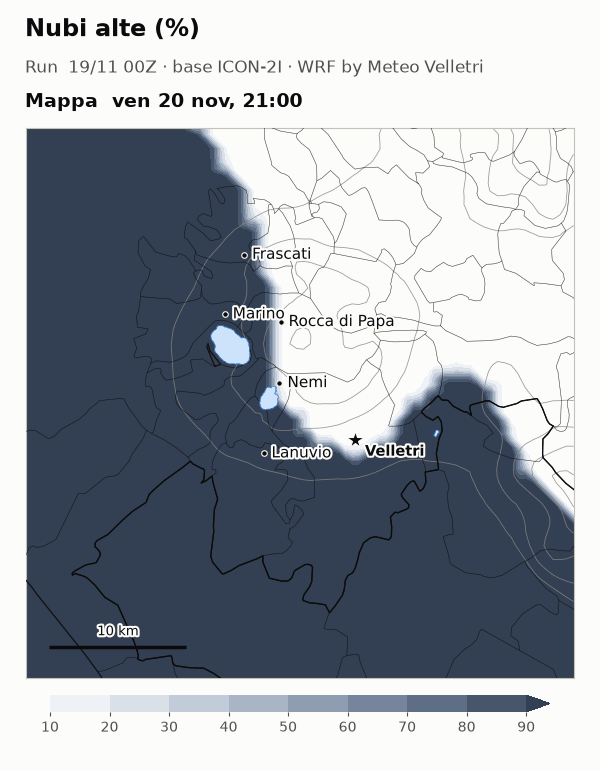 Nubi alte (%)
Run  19/11 00Z · base ICON-2I · WRF by Meteo Velletri
Mappa  ven 20 nov, 21:00
Frascati
Marino
Rocca di Papa
Nemi
Velletri
Lanuvio
10 km
10 20 30 40 50 60 70 80 90